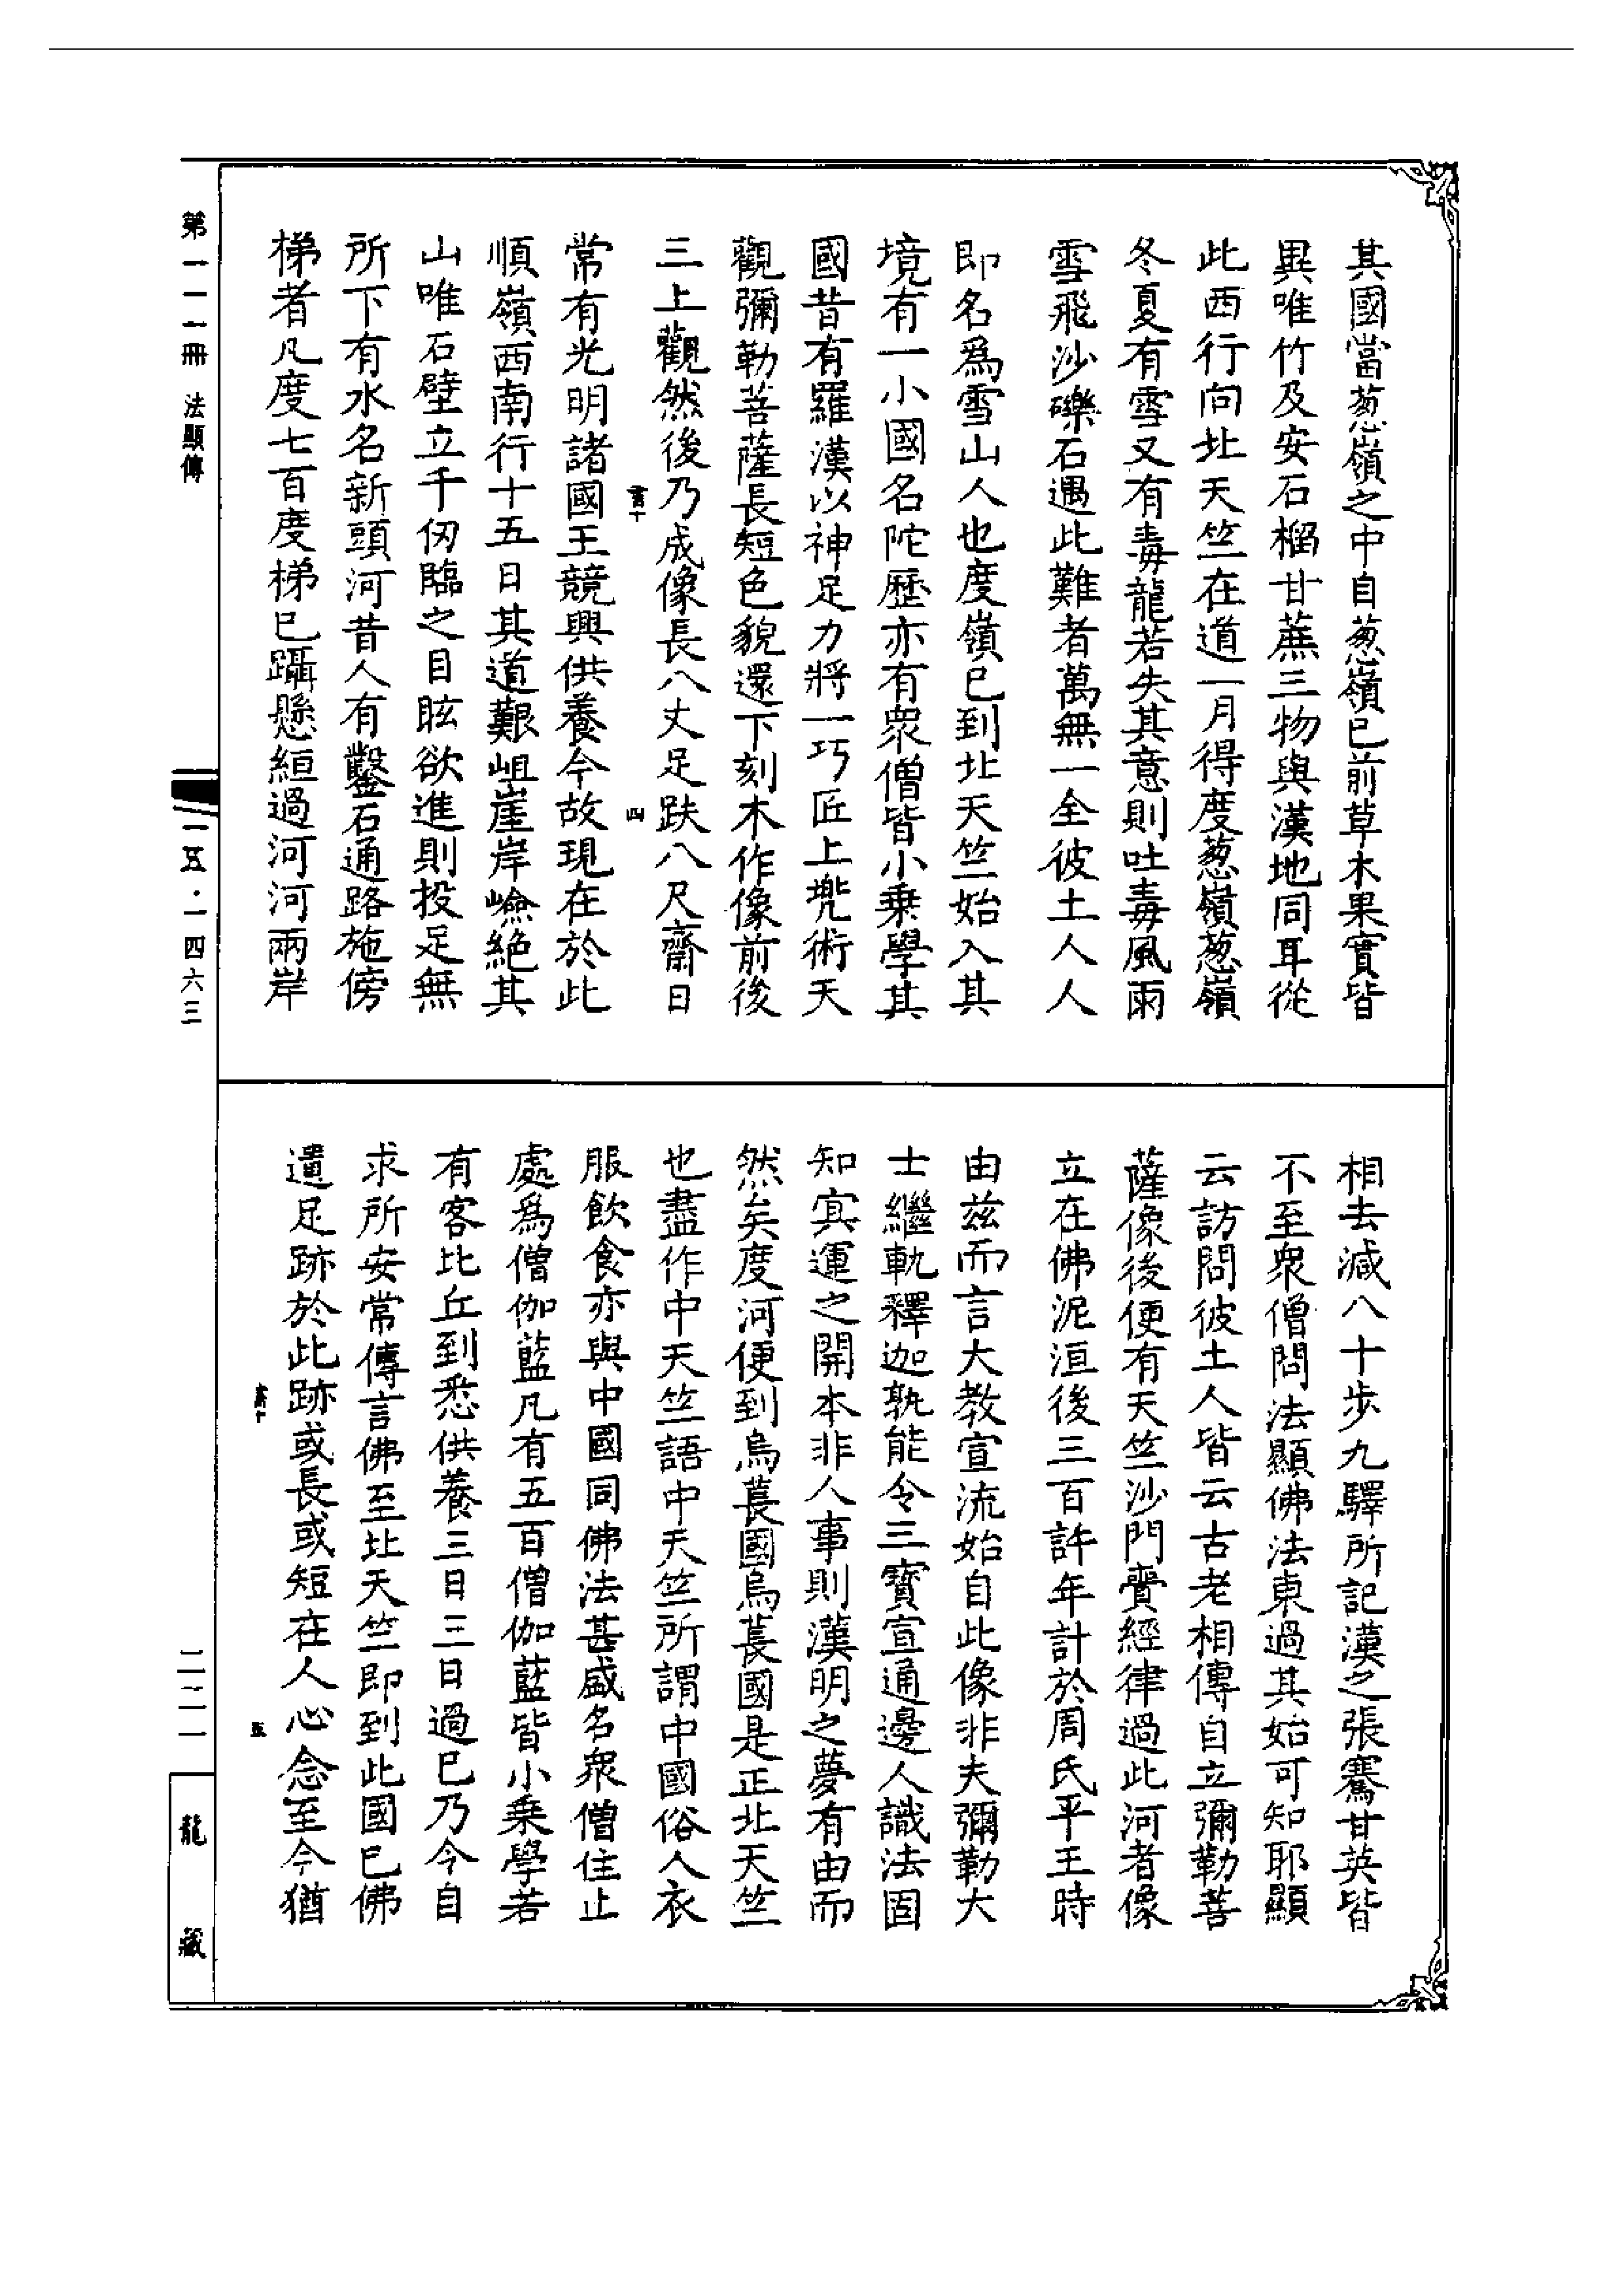 其國當葱嶺之中自葱嶺已前草木果實皆
異唯竹及安石榴甘蔗三物與漢地同耳從
此西行向北天竺在道一月得度葱嶺葱嶺
冬夏有雪又有毒龍若失其意則吐毒風雨
雪飛沙礫石遇此難者萬無一全彼土人人
即名爲雪山人也度嶺已到北天竺始入其
境有一小國名陀歷亦有衆僧皆小乗學其
國昔有羅漢以神足力將一巧匠上兠術天
觀彌勒菩薩長短色貌還下刻木作像前後
三上觀然後乃成像長八丈足趺八尺齋日
書十
四
常有光明諸國王競興供養今故現在於此
順嶺西南行十五日其道艱岨崖岸嶮絶其
山唯石壁立千仞臨之目眩欲進則投足無
所下有水名新頭河昔人有鑿石通路施傍
梯者凡度七百度梯已躡懸絙過河河兩岸
相去減八十步九驛所記漢之張騫甘英皆
不至衆僧問法顯佛法東過其始可知耶顯
云訪問彼土人皆云古老相傳自立彌勒菩
薩像後便有天竺沙門賷經律過此河者像
立在佛泥洹後三百許年計於周氏平王時
由兹而言大教宣流始自此像非夫彌勒大
士繼軌釋迦孰能令三寳宣通邊人識法固
知寘運之開本非人事則漢明之夢有由而
然矣度河便到烏萇國烏萇國是正北天竺
也盡作中天竺語中天竺所謂中國俗人衣
服飲食亦與中國同佛法甚盛名衆僧住止
處爲僧伽藍凡有五百僧伽藍皆小乗學若
有客比丘到悉供養三日三日過已乃令自
求所安常傳言佛至北天竺即到此國已佛
遺足跡於此跡或長或短在人心念至今猶
書十
五
第一一一冊 法顯傳
一五·一四六三
二二一
龍藏